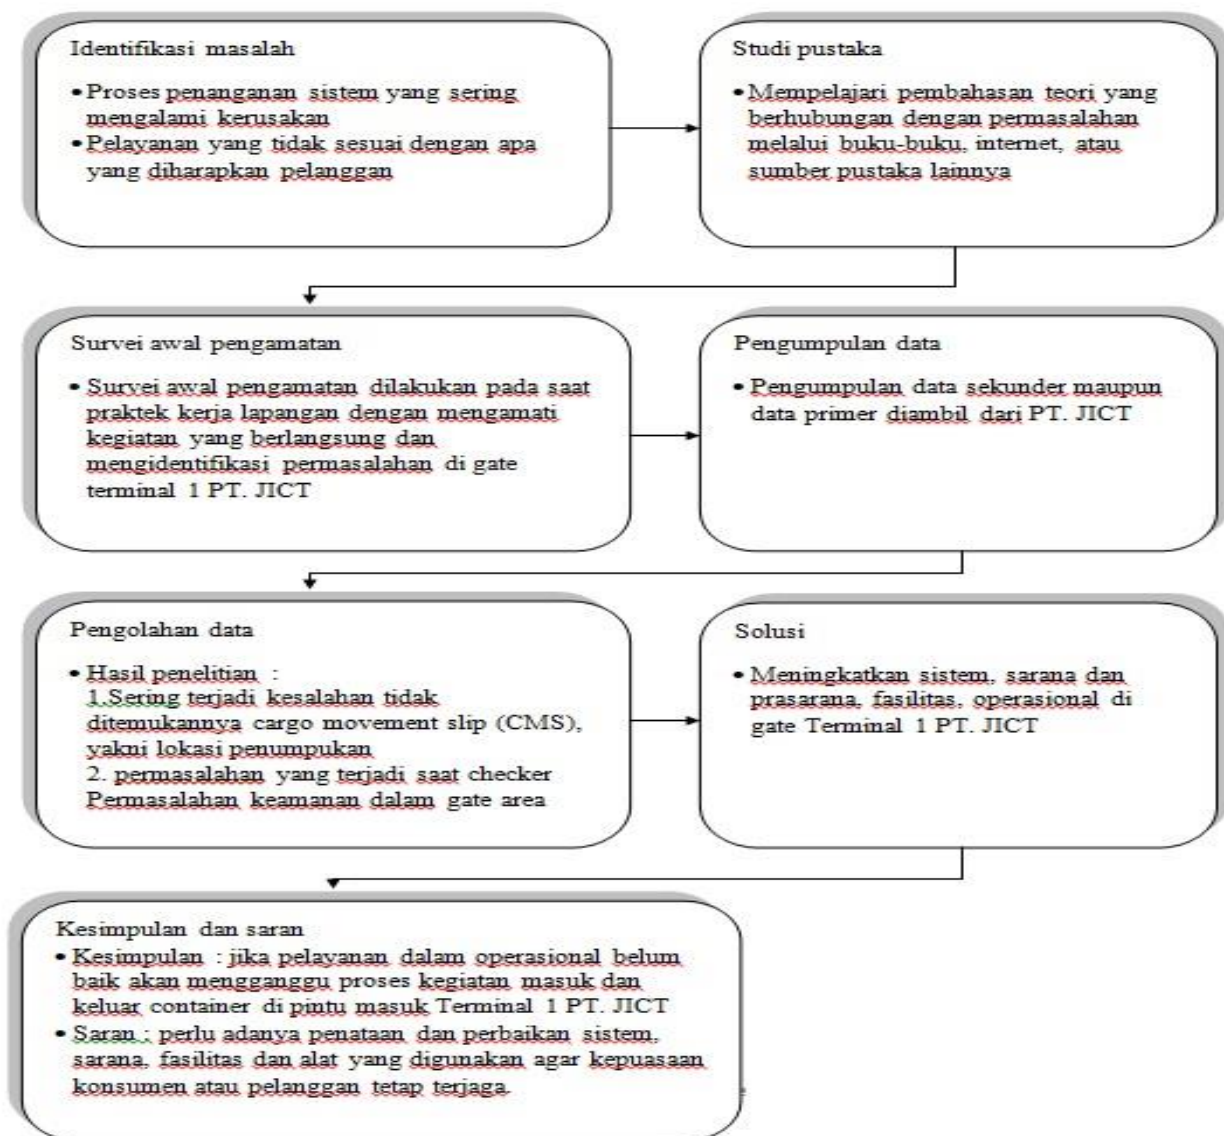 Identifikasi masalah
• Proses penanganan sistem yang sering
mengalami kerusakan
• Pelayanan yang tidak sesuai dengan apa
yang diharapkan pelanggan
Studi pustaka
• Mempelajari pembahasan teori yang
berhubungan dengan permasalahan
melalui buku-buku, internet, atau
sumber pustaka lainnya
Survei awal pengamatan
• Survei awal pengamatan dilakukan pada saat
praktek kerja lapangan dengan mengamati
kegiatan yang berlangsung dan
mengidentifikasi permasalahan di gate
terminal 1 PT. JICT
Pengumpulan data
• Pengumpulan data sekunder maupun
data primer diambil dari PT. JICT
Pengolahan data
• Hasil penelitian :
1.Sering terjadi kesalahan tidak
ditemukannya cargo movement slip (CMS),
yakni lokasi penumpukan
2. permasalahan yang terjadi saat checker
Permasalahan keamanan dalam gate area
Solusi
• Meningkatkan sistem, sarana dan
prasarana, fasilitas, operasional di
gate Terminal 1 PT. JICT
Kesimpulan dan saran
• Kesimpulan : jika pelayanan dalam operasional belum
baik akan mengganggu proses kegiatan masuk dan
keluar container di pintu masuk Terminal 1 PT. JICT
• Saran : perlu adanya penataan dan perbaikan sistem,
sarana, fasilitas dan alat yang digunakan agar kepuasaan
konsumen atau pelanggan tetap terjaga.